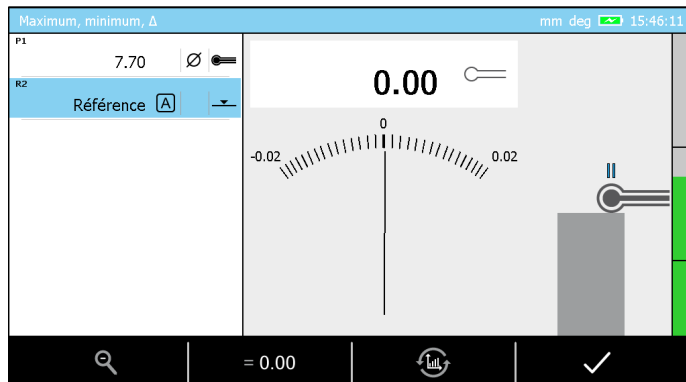 Maximum, minimum, Δ mm deg 15:46:11
P1
7.70 Ø
R2
Référence A
0.00
0
-0.02 0.02
= 0.00